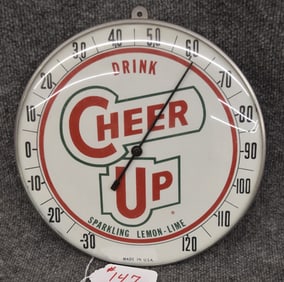 DRINK
CHEER
UP
®
SPARKLING LEMON-LIME
MADE IN U.S.A.
-30 -20 -10 0 10 20 30 40 50 60 70 80 90 100 110 120
$147